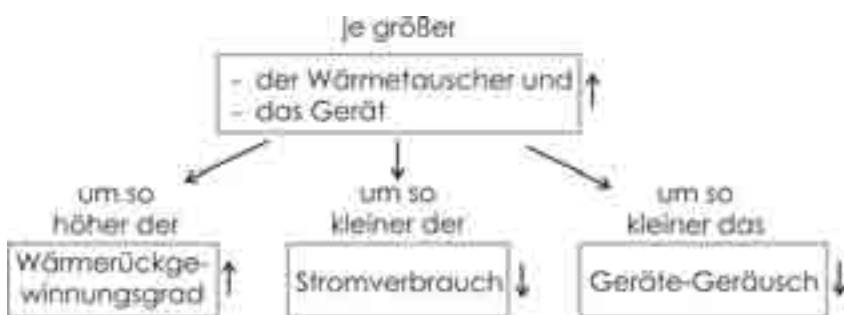 je größer
- der Wärmetauscher und
- das Gerät
um so
höher der
Wärmerückge-
winnungsgrad
um so
kleiner der
Stromverbrauch
um so
kleiner das
Geräte-Geräusch